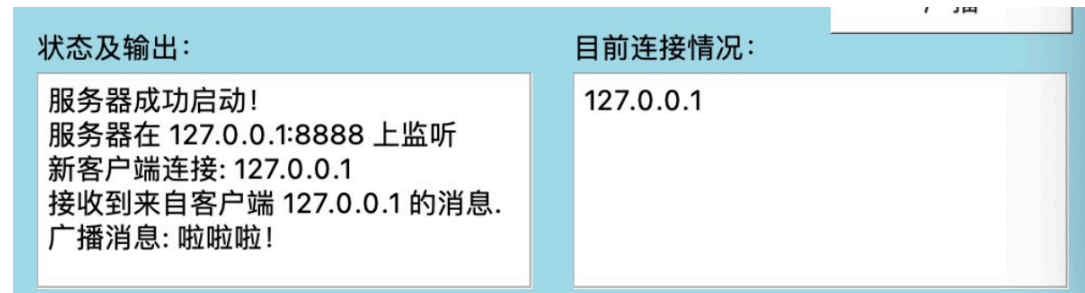 状态及输出:
服务器成功启动!
服务器在 127.0.0.1:8888 上监听
新客户端连接: 127.0.0.1
接收到来自客户端 127.0.0.1 的消息.
广播消息: 啦啦啦!
目前连接情况:
127.0.0.1